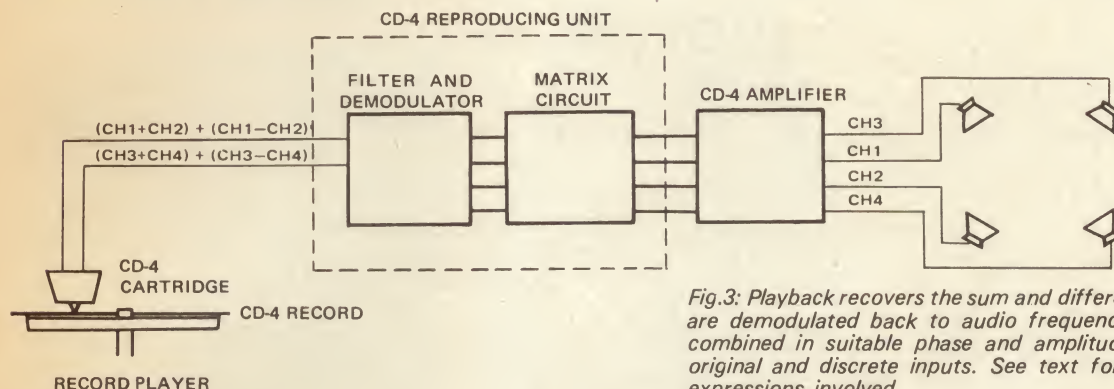 CD-4 REPRODUCING UNIT
FILTER AND
DEMODULATOR
MATRIX
CIRCUIT
CD-4 AMPLIFIER
(CH1+CH2) + (CH1−CH2)
(CH3+CH4) + (CH3−CH4)
CH3
CH1
CH2
CH4
CD-4
CARTRIDGE
CD-4 RECORD
RECORD PLAYER
Fig.3: Playback recovers the sum and differ
are demodulated back to audio frequenc
combined in suitable phase and amplitud
original and discrete inputs. See text fo
expressions involved